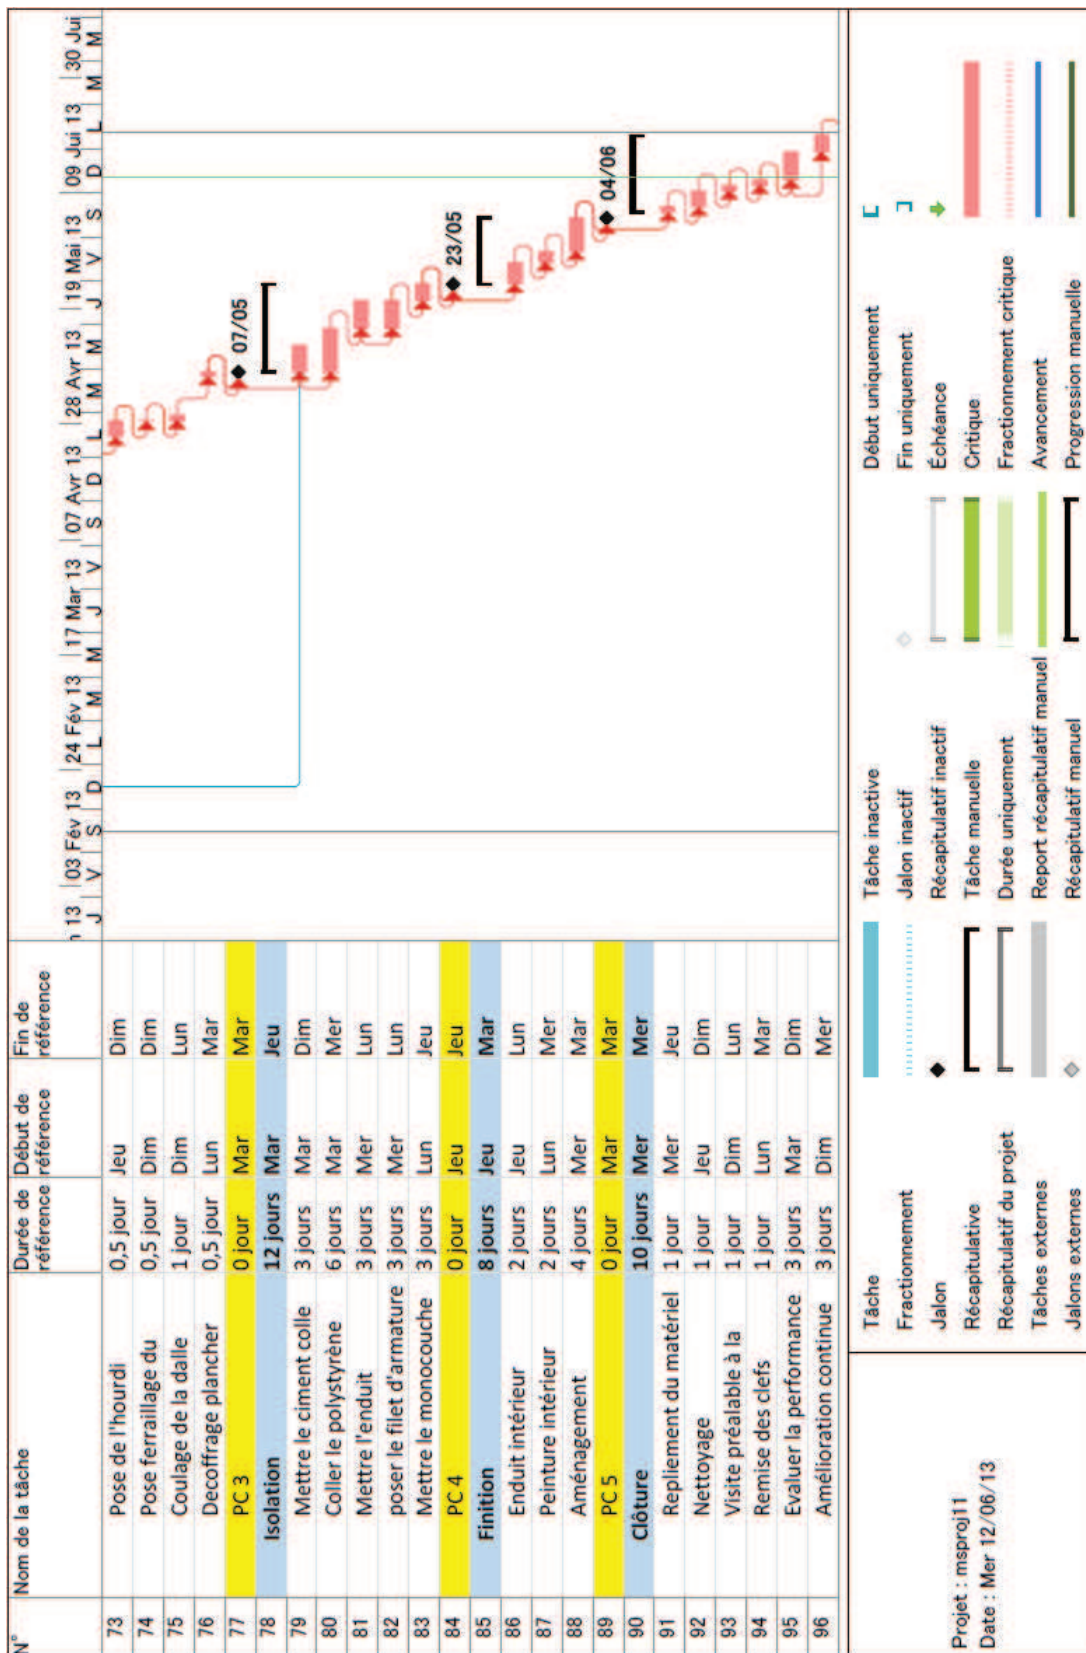 N° Nom de la tâche Durée de référence Début de référence Fin de référence
n 13 03 Fév 13 24 Fév 13 17 Mar 13 07 Avr 13 28 Avr 13 19 Mai 13 09 Jui 13 30 Jui
J V S D L M M J V S D L M M J V S D L M M
73 Pose de l'hourdi 0,5 jour Jeu Dim
74 Pose ferraillage du 0,5 jour Dim Dim
75 Coulage de la dalle 1 jour Dim Lun
76 Decoffrage plancher 0,5 jour Lun Mar
77 PC 3 0 jour Mar Mar 07/05
78 Isolation 12 jours Mar Jeu
79 Mettre le ciment colle 3 jours Mar Dim
80 Coller le polystyrène 6 jours Mar Mer
81 Mettre l'enduit 3 jours Mer Lun
82 poser le filet d'armature 3 jours Mer Lun
83 Mettre le monocouche 3 jours Lun Jeu
84 PC 4 0 jour Jeu Jeu 23/05
85 Finition 8 jours Jeu Mar
86 Enduit intérieur 2 jours Jeu Lun
87 Peinture intérieur 2 jours Lun Mer
88 Aménagement 4 jours Mer Mar
89 PC 5 0 jour Mar Mar 04/06
90 Clôture 10 jours Mer Mer
91 Repliement du matériel 1 jour Mer Jeu
92 Nettoyage 1 jour Jeu Dim
93 Visite préalable à la 1 jour Dim Lun
94 Remise des clefs 1 jour Lun Mar
95 Evaluer la performance 3 jours Mar Dim
96 Amélioration continue 3 jours Dim Mer
Projet : msproj11
Date : Mer 12/06/13
Tâche
Fractionnement
Jalon
Récapitulative
Récapitulatif du projet
Tâches externes
Jalons externes
Tâche inactive
Jalon inactif
Récapitulatif inactif
Tâche manuelle
Durée uniquement
Report récapitulatif manuel
Récapitulatif manuel
Début uniquement
Fin uniquement
Échéance
Critique
Fractionnement critique
Avancement
Progression manuelle